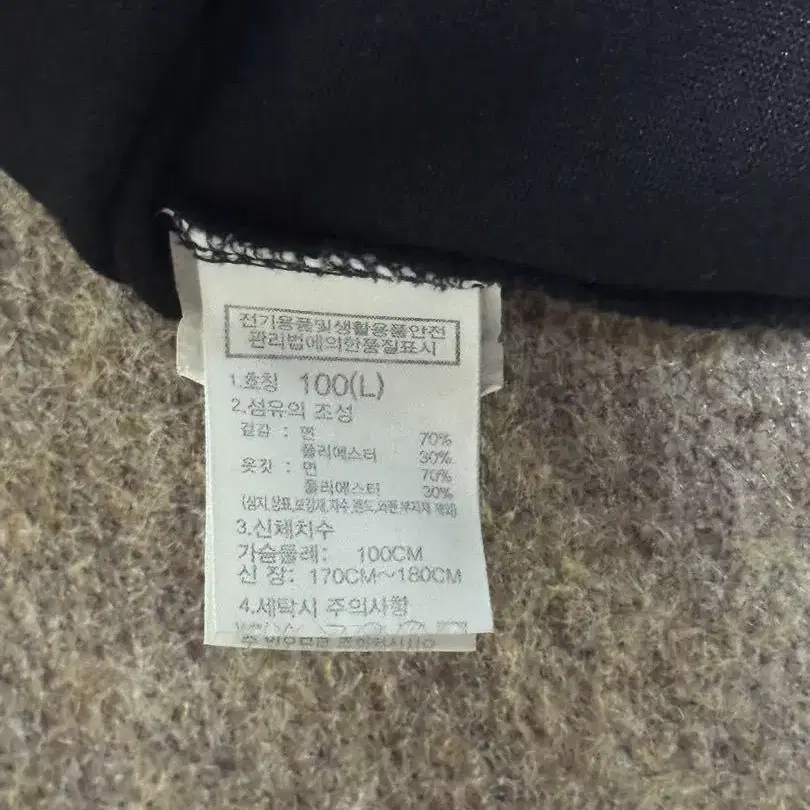 전기용품및생활용품안전
관리법에의한품질표시
1.호칭 100(L)
2.섬유의 조성
겉감 : 면 70%
폴리에스터 30%
옷깃 : 면 70%
폴리에스터 30%
3.신체치수
가슴둘레: 100CM
신 장: 170CM~180CM
4.세탁시 주의사항